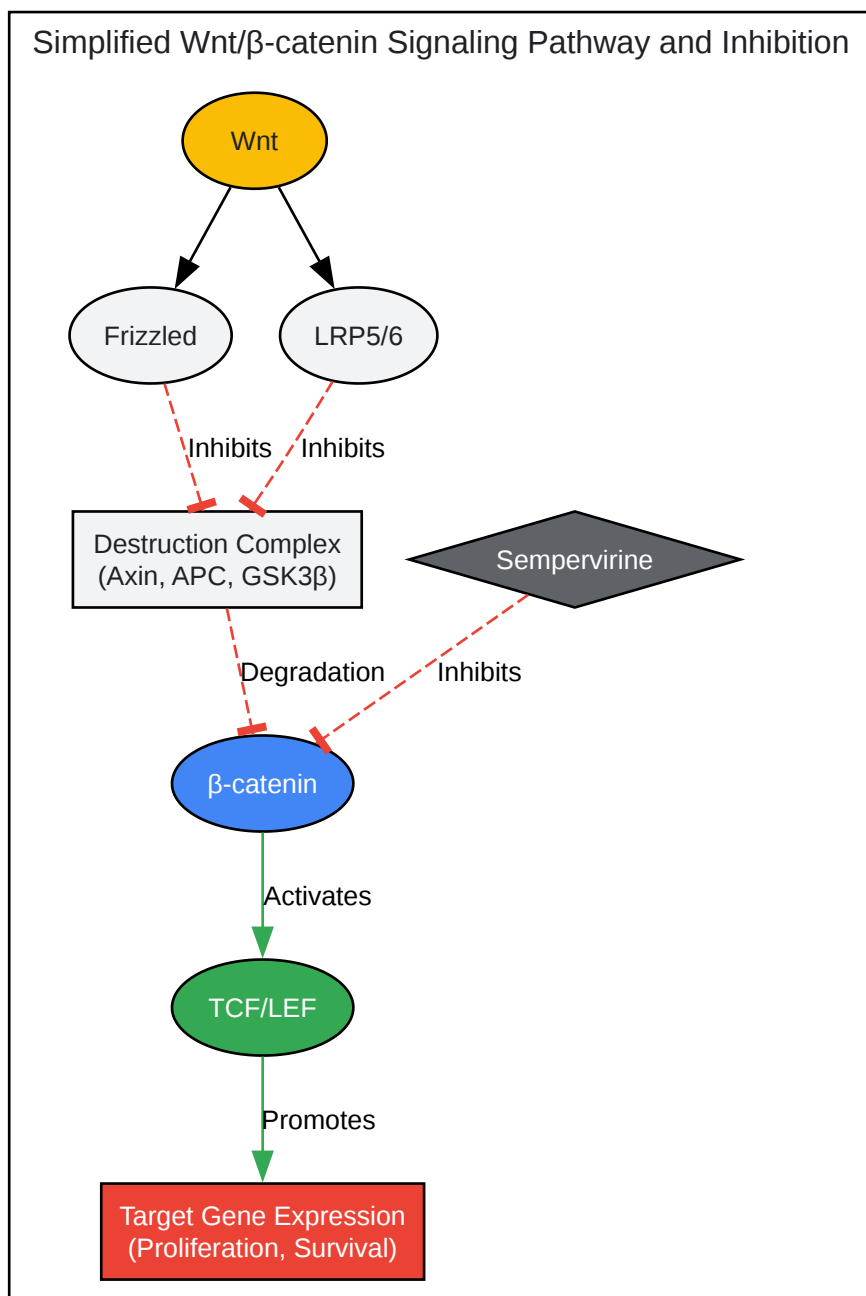 Simplified Wnt/β-catenin Signaling Pathway and Inhibition
Wnt
Frizzled
LRP5/6
Inhibits
Inhibits
Destruction Complex
(Axin, APC, GSK3β)
Sempervirine
Degradation
Inhibits
β-catenin
Activates
TCF/LEF
Promotes
Target Gene Expression
(Proliferation, Survival)